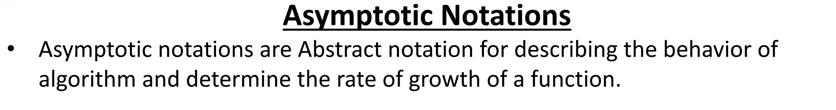 Asymptotic Notations
• Asymptotic notations are Abstract notation for describing the behavior of
algorithm and determine the rate of growth of a function.